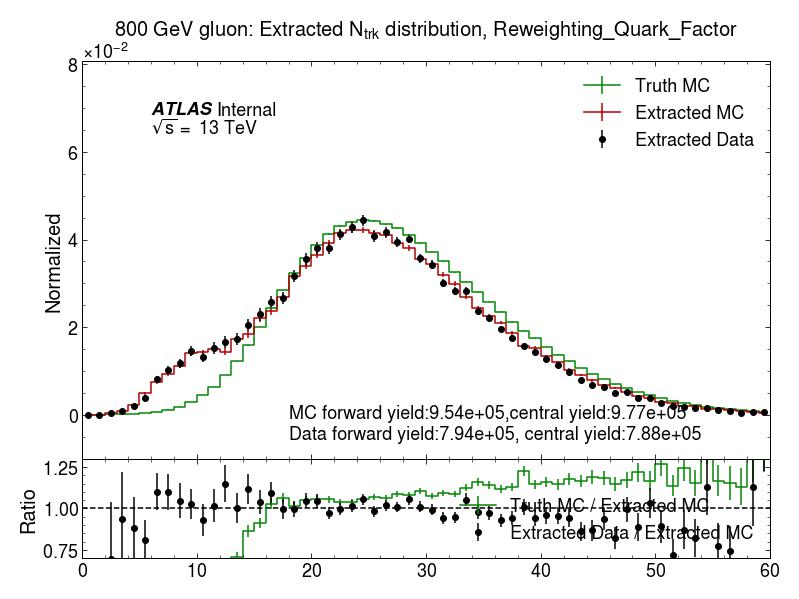 800 GeV gluon: Extracted N_trk distribution, Reweighting_Quark_Factor
×10⁻²
8
6
4
2
0
Normalized
ATLAS Internal
√s = 13 TeV
Truth MC
Extracted MC
Extracted Data
MC forward yield:9.54e+05,central yield:9.77e+05
Data forward yield:7.94e+05, central yield:7.88e+05
1.25
1.00
0.75
Ratio
Truth MC / Extracted MC
Extracted Data / Extracted MC
0 10 20 30 40 50 60